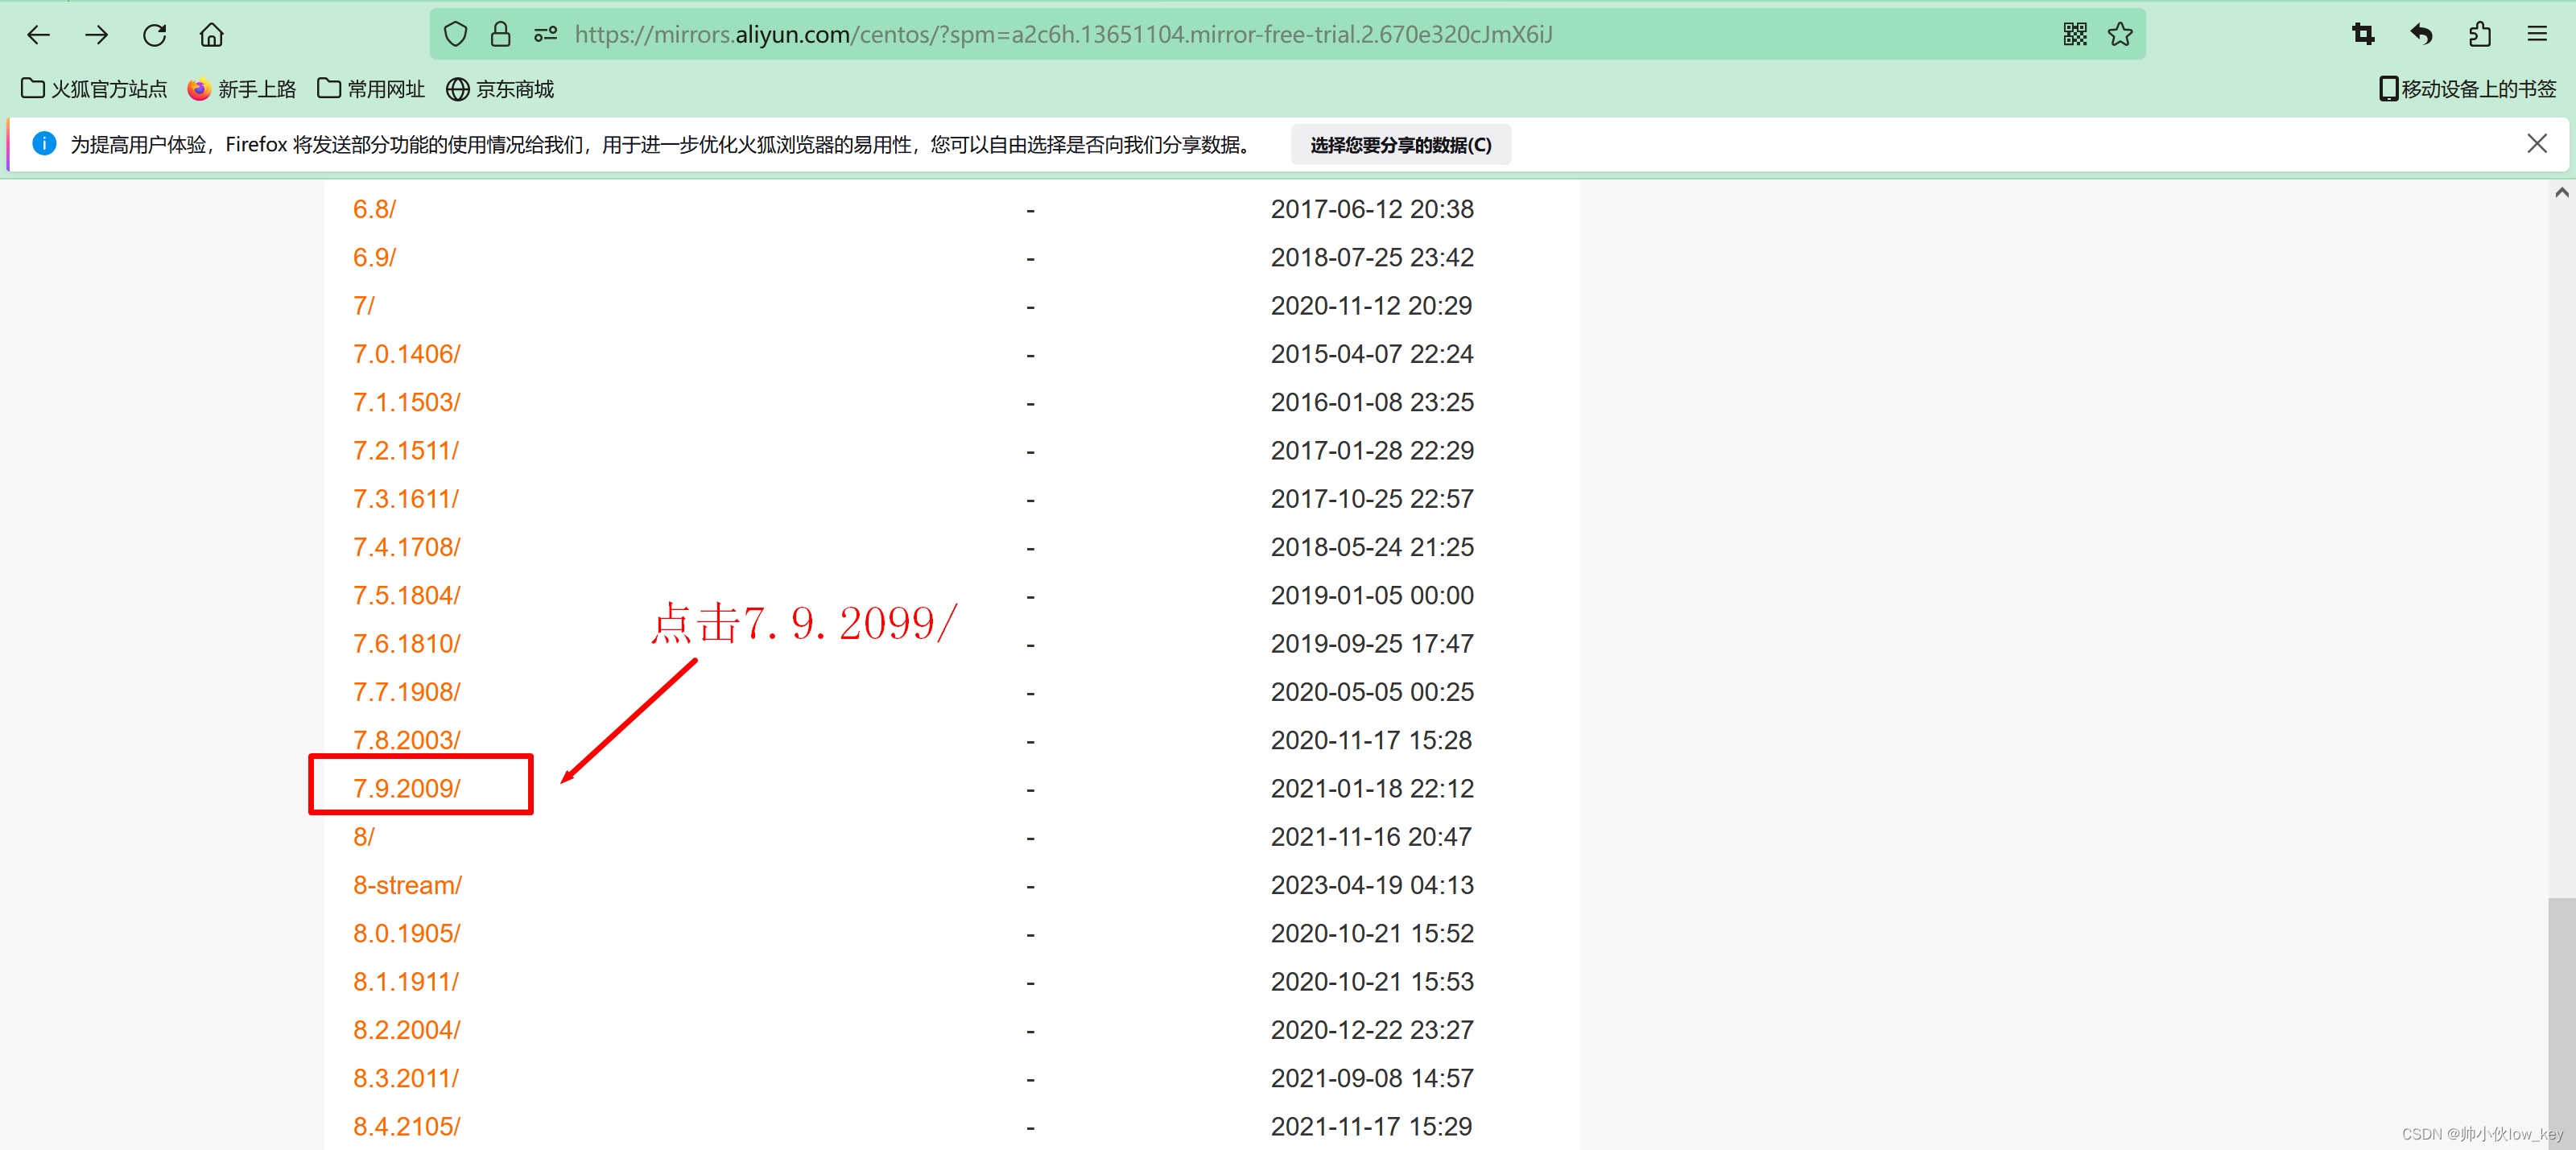 https://mirrors.aliyun.com/centos/?spm=a2c6h.13651104.mirror-free-trial.2.670e320cJmX6iJ
火狐官方站点 新手上路 常用网址 京东商城 移动设备上的书签
为提高用户体验，Firefox 将发送部分功能的使用情况给我们，用于进一步优化火狐浏览器的易用性，您可以自由选择是否向我们分享数据。 选择您要分享的数据(C)
6.8/ - 2017-06-12 20:38
6.9/ - 2018-07-25 23:42
7/ - 2020-11-12 20:29
7.0.1406/ - 2015-04-07 22:24
7.1.1503/ - 2016-01-08 23:25
7.2.1511/ - 2017-01-28 22:29
7.3.1611/ - 2017-10-25 22:57
7.4.1708/ - 2018-05-24 21:25
7.5.1804/ - 2019-01-05 00:00
点击7.9.2099/
7.6.1810/ - 2019-09-25 17:47
7.7.1908/ - 2020-05-05 00:25
7.8.2003/ - 2020-11-17 15:28
7.9.2009/ - 2021-01-18 22:12
8/ - 2021-11-16 20:47
8-stream/ - 2023-04-19 04:13
8.0.1905/ - 2020-10-21 15:52
8.1.1911/ - 2020-10-21 15:53
8.2.2004/ - 2020-12-22 23:27
8.3.2011/ - 2021-09-08 14:57
8.4.2105/ - 2021-11-17 15:29
CSDN @帅小伙low_key